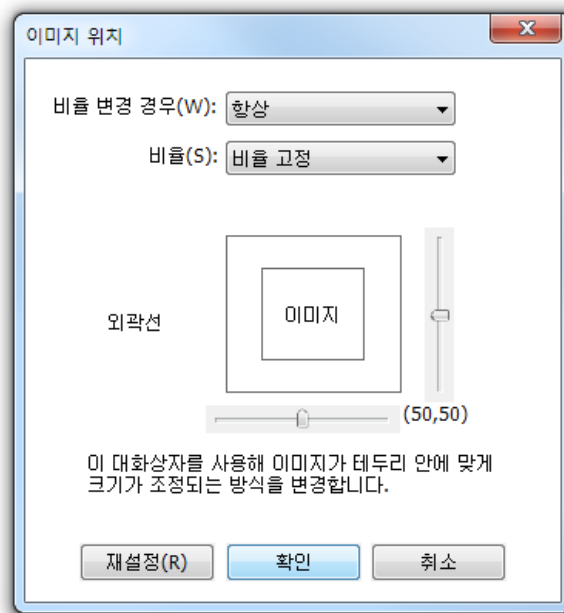 이미지 위치
비율 변경 경우(W): 항상
비율(S): 비율 고정
이미지
외곽선
(50,50)
이 대화상자를 사용해 이미지가 테두리 안에 맞게
크기가 조정되는 방식을 변경합니다.
재설정(R) 확인 취소